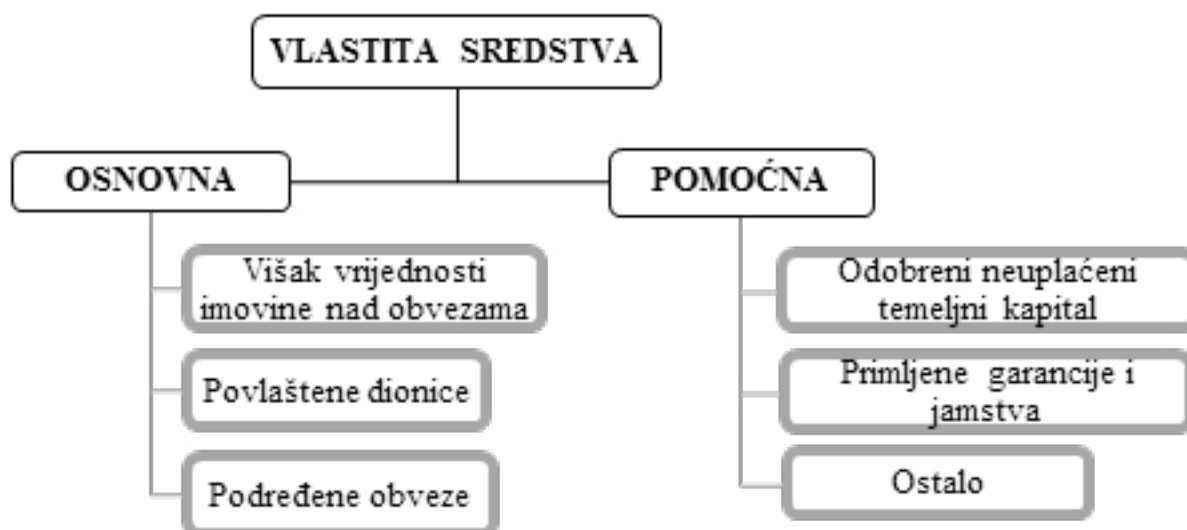 VLASTITA SREDSTVA
OSNOVNA
Višak vrijednosti
imovine nad obvezama
Povlaštene dionice
Podređene obveze
POMOĆNA
Odobreni neuplaćeni
temeljni kapital
Primljene garancije i
jamstva
Ostalo